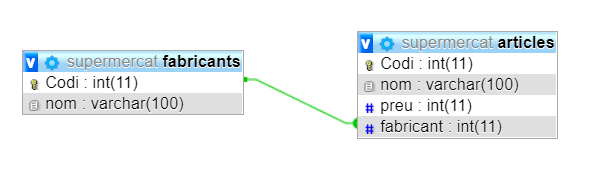 V supermercat fabricants
Codi : int(11)
nom : varchar(100)
V supermercat articles
Codi : int(11)
nom : varchar(100)
# preu : int(11)
# fabricant : int(11)